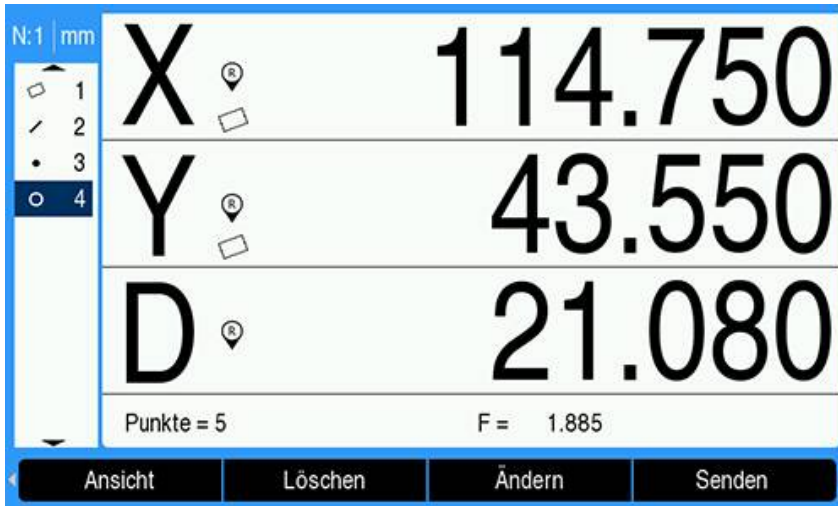 N:1 mm
1
2
3
4
X R 114.750
Y R 43.550
D R 21.080
Punkte = 5 F = 1.885
Ansicht Löschen Ändern Senden